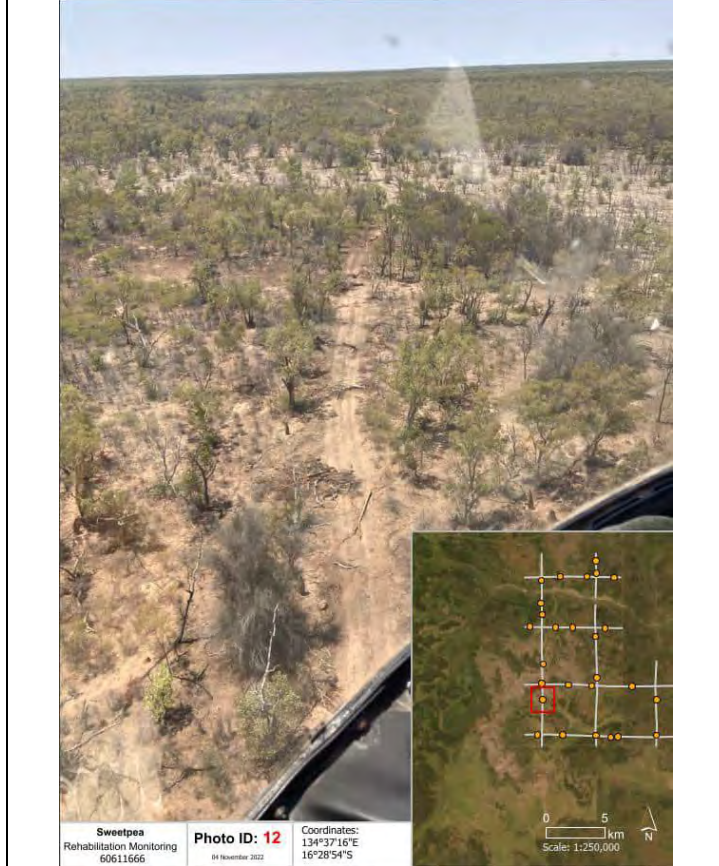 0 5
km
N
Scale: 1:250,000
Sweetpea
Rehabilitation Monitoring
60611666
Photo ID: 12
04 November 2022
Coordinates:
134°37'16"E
16°28'54"S